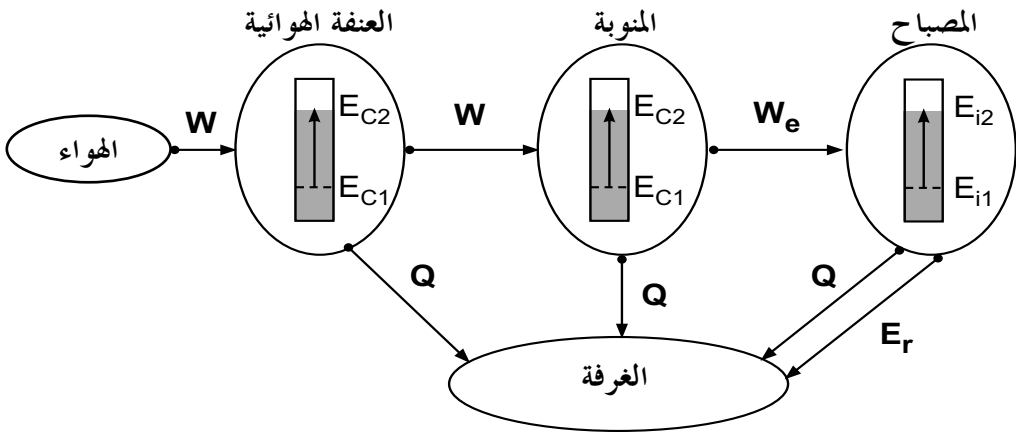 العنفة الهوائية
المنوبة
المصباح
الهواء
W
E_C2
E_C1
W
E_C2
E_C1
W_e
E_i2
E_i1
Q
Q
Q
E_r
الغرفة